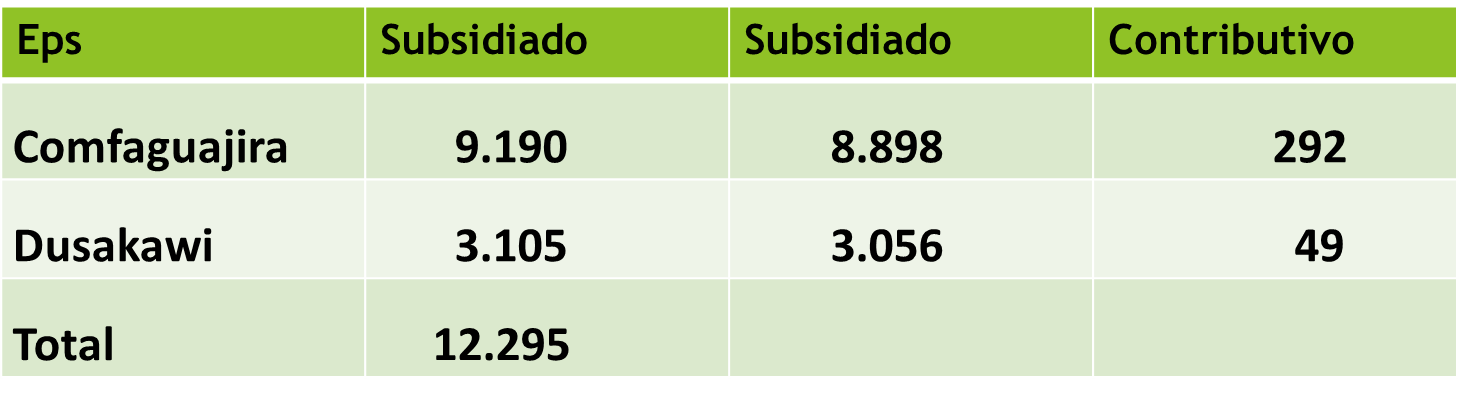 Eps Subsidiado Subsidiado Contributivo
Comfaguajira 9.190 8.898 292
Dusakawi 3.105 3.056 49
Total 12.295